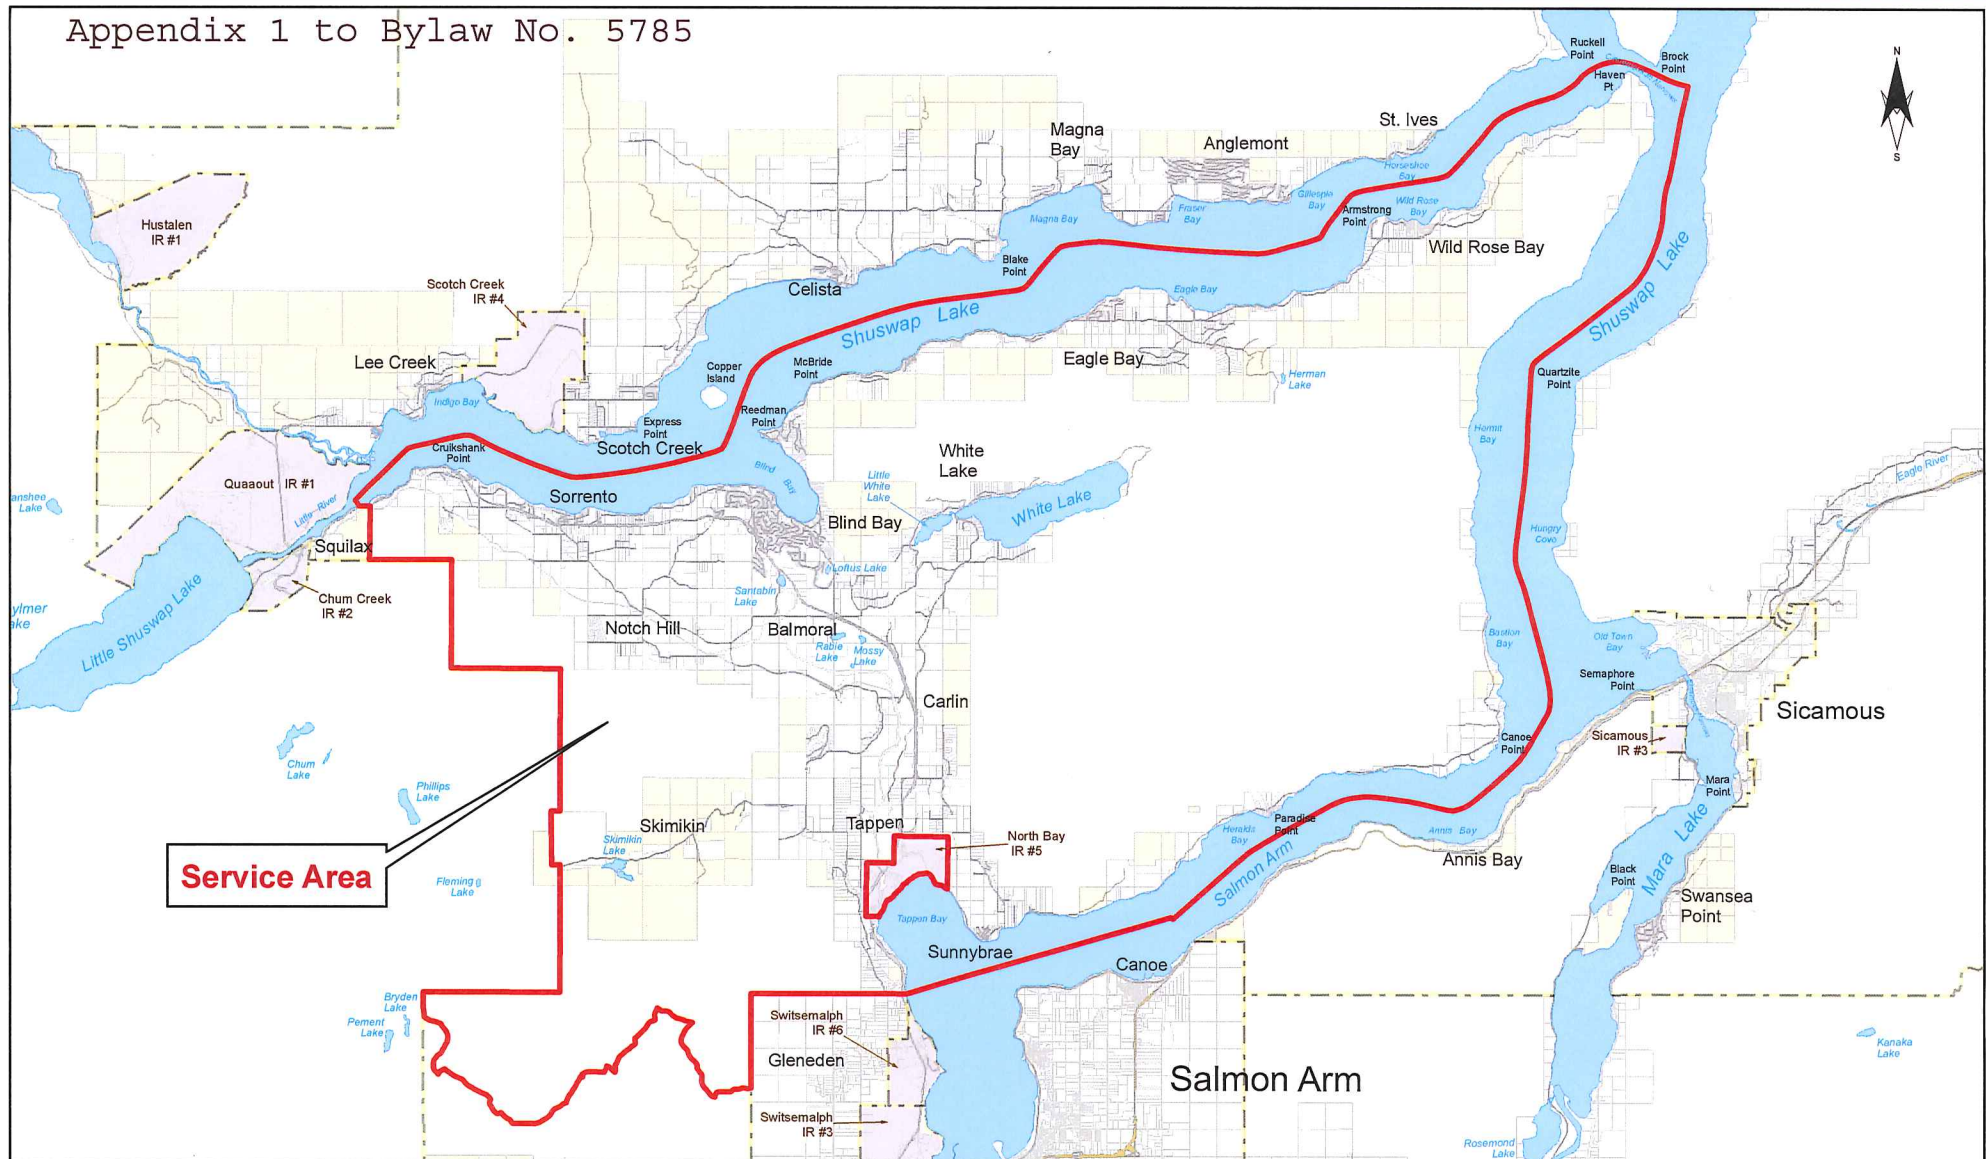 Appendix 1 to Bylaw No. 5785
N
S
Ruckell
Point
Brock
Point
Haven
Pt
St. Ives
Magna
Bay
Anglemont
Horseshoe
Bay
Gillespie
Bay
Wild Rose
Bay
Armstrong
Point
Fraser
Bay
Magna Bay
Hustalen
IR #1
Wild Rose Bay
Blake
Point
Eagle Bay
Celista
Scotch Creek
IR #4
Shuswap Lake
Shuswap Lake
Lee Creek
Eagle Bay
McBride
Point
Copper
Island
Herman
Lake
Quartzite
Point
Indigo Bay
Reedman
Point
Express
Point
Scotch Creek
Cruikshank
Point
Hermit
Bay
White
Lake
Blind
Bay
Little
White
Lake
Quaaout IR #1
Eagle River
anshee
Lake
Little River
Sorrento
White Lake
Blind Bay
Hungry
Cove
Squilax
Loftus Lake
Santabin
Lake
Chum Creek
IR #2
ylmer
ake
Little Shuswap Lake
Notch Hill
Balmoral
Rabie
Lake
Mossy
Lake
Bastion
Bay
Old Town
Bay
Semaphore
Point
Carlin
Sicamous
Canoe
Point
Sicamous
IR #3
Chum
Lake
Phillips
Lake
Mara
Point
Skimikin
Tappen
North Bay
IR #5
Skimikin
Lake
Heralds
Bay
Paradise
Point
Annis Bay
Annis Bay
Service Area
Fleming
Lake
Salmon Arm
Black
Point
Mara Lake
Swansea
Point
Tappen Bay
Sunnybrae
Canoe
Bryden
Lake
Pement
Lake
Switsemalph
IR #6
Gleneden
Salmon Arm
Kanaka
Lake
Switsemalph
IR #3
Rosemond
Lake